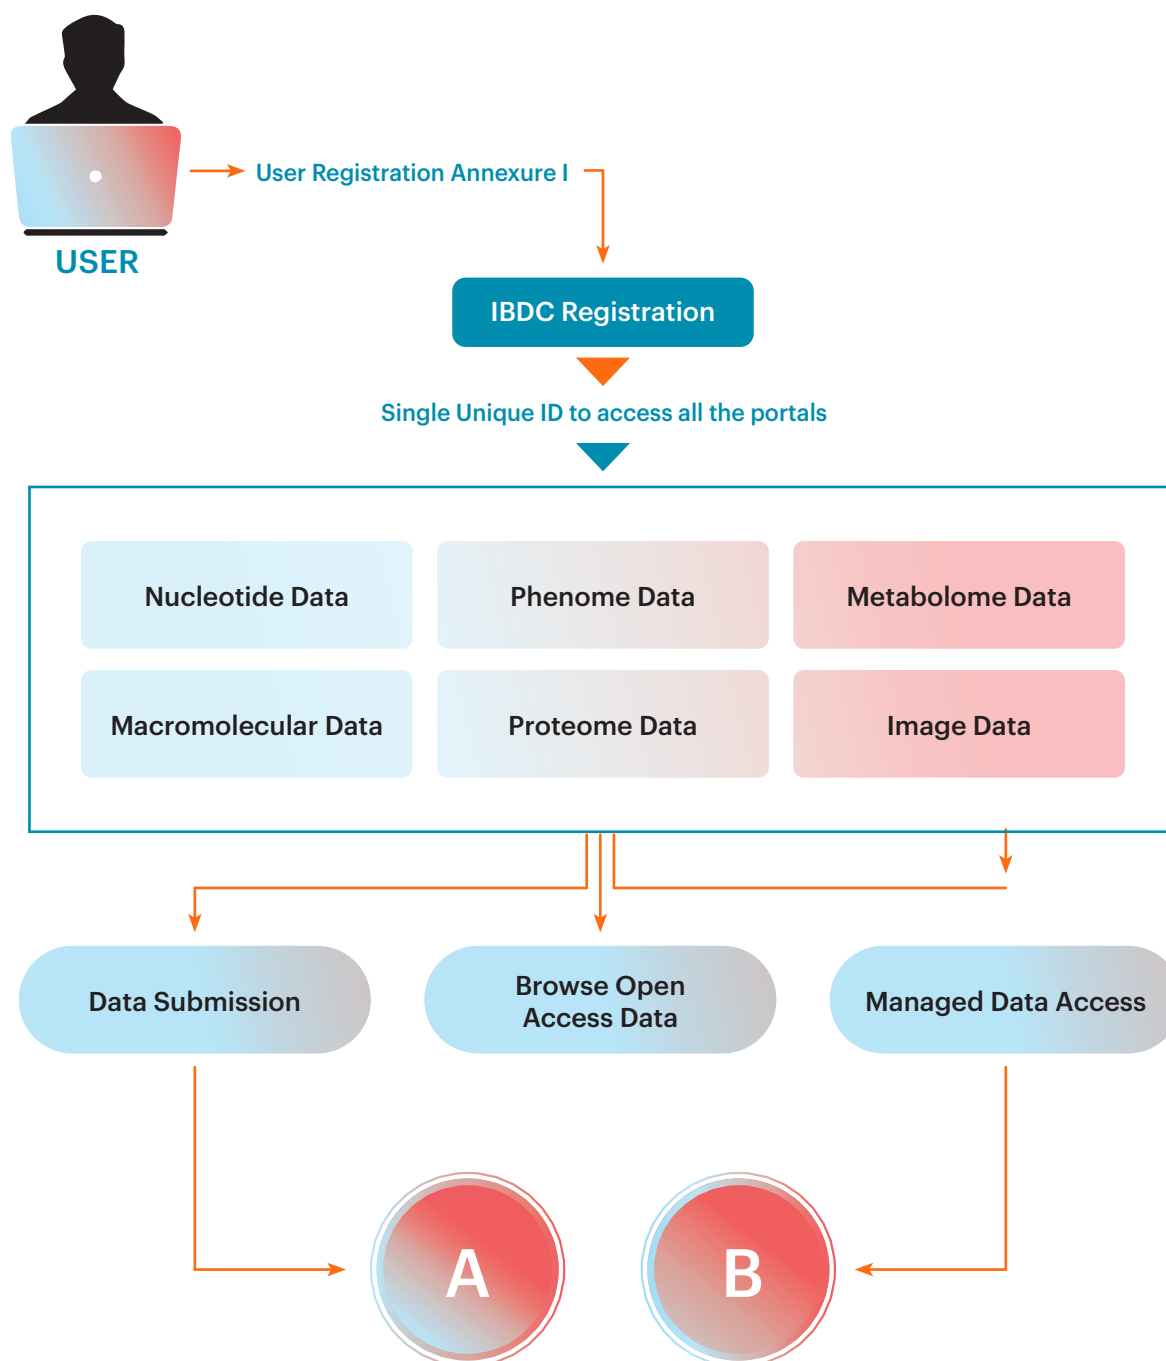 USER
User Registration Annexure I
IBDC Registration
Single Unique ID to access all the portals
Nucleotide Data
Phenome Data
Metabolome Data
Macromolecular Data
Proteome Data
Image Data
Data Submission
Browse Open
Access Data
Managed Data Access
A
B